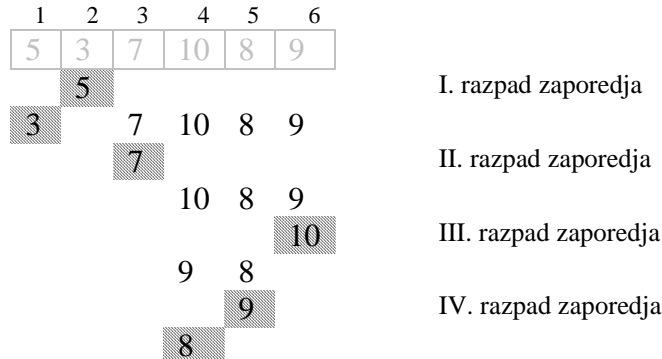 1 2 3 4 5 6
5 3 7 10 8 9
5 I. razpad zaporedja
3 7 10 8 9
7 II. razpad zaporedja
10 8 9
10 III. razpad zaporedja
9 8
9 IV. razpad zaporedja
8